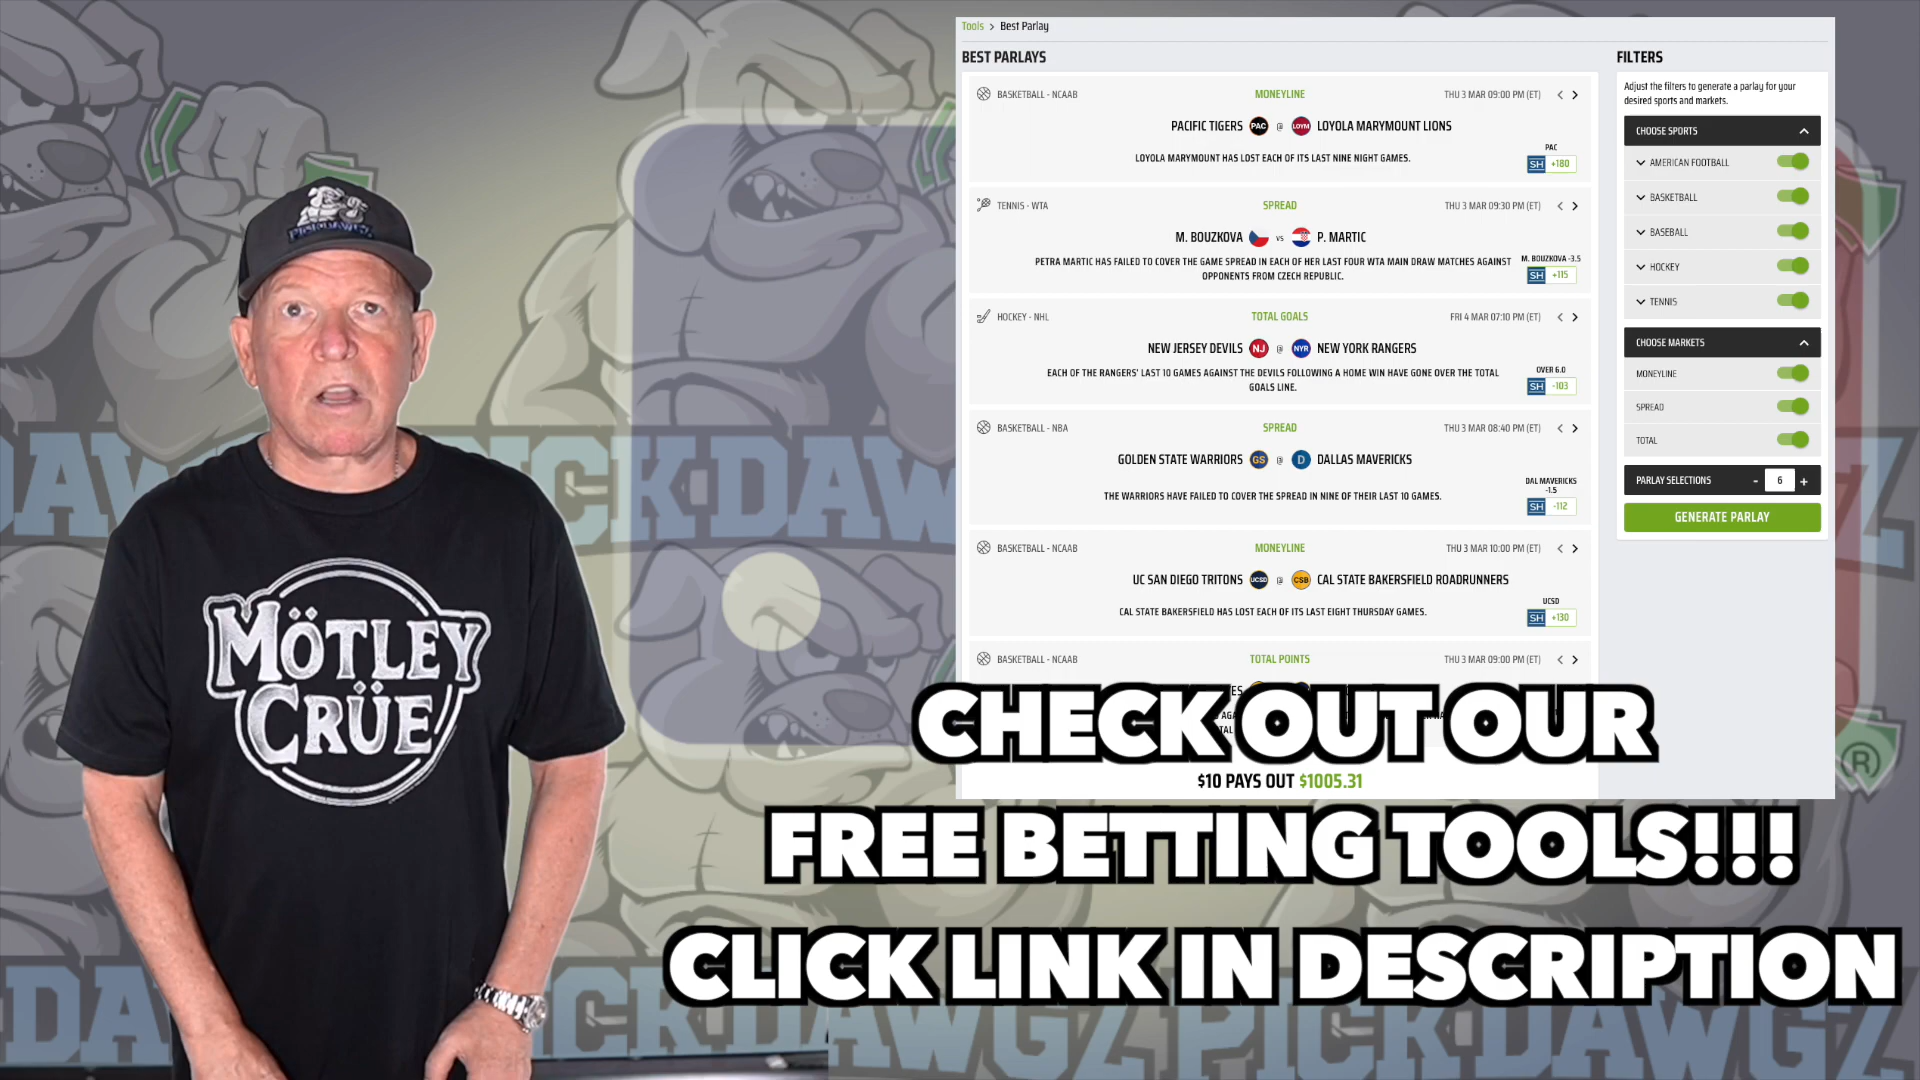 Tools > Best Parlay
BEST PARLAYS
BASKETBALL - NCAAB
MONEYLINE
THU 3 MAR 09:00 PM (ET)
PACIFIC TIGERS PAC @ LOYM LOYOLA MARYMOUNT LIONS
LOYOLA MARYMOUNT HAS LOST EACH OF ITS LAST NINE NIGHT GAMES.
PAC
SH +180
TENNIS - WTA
SPREAD
THU 3 MAR 09:30 PM (ET)
M. BOUZKOVA VS P. MARTIC
PETRA MARTIC HAS FAILED TO COVER THE GAME SPREAD IN EACH OF HER LAST FOUR WTA MAIN DRAW MATCHES AGAINST
OPPONENTS FROM CZECH REPUBLIC.
M. BOUZKOVA -3.5
SH +115
HOCKEY - NHL
TOTAL GOALS
FRI 4 MAR 07:10 PM (ET)
NEW JERSEY DEVILS NJ @ NYR NEW YORK RANGERS
EACH OF THE RANGERS' LAST 10 GAMES AGAINST THE DEVILS FOLLOWING A HOME WIN HAVE GONE OVER THE TOTAL
GOALS LINE.
OVER 6.0
SH -103
BASKETBALL - NBA
SPREAD
THU 3 MAR 08:40 PM (ET)
GOLDEN STATE WARRIORS GS @ D DALLAS MAVERICKS
THE WARRIORS HAVE FAILED TO COVER THE SPREAD IN NINE OF THEIR LAST 10 GAMES.
DAL MAVERICKS
-1.5
SH -112
BASKETBALL - NCAAB
MONEYLINE
THU 3 MAR 10:00 PM (ET)
UC SAN DIEGO TRITONS UCSD @ CSB CAL STATE BAKERSFIELD ROADRUNNERS
CAL STATE BAKERSFIELD HAS LOST EACH OF ITS LAST EIGHT THURSDAY GAMES.
UCSD
SH +130
BASKETBALL - NCAAB
TOTAL POINTS
THU 3 MAR 09:00 PM (ET)
$10 PAYS OUT $1005.31
FILTERS
Adjust the filters to generate a parlay for your
desired sports and markets.
CHOOSE SPORTS
AMERICAN FOOTBALL
BASKETBALL
BASEBALL
HOCKEY
TENNIS
CHOOSE MARKETS
MONEYLINE
SPREAD
TOTAL
PARLAY SELECTIONS - 6 +
GENERATE PARLAY
CHECK OUT OUR
FREE BETTING TOOLS!!!
CLICK LINK IN DESCRIPTION
PICKDAWGZ
MÖTLEY
CRÜE
PICKDAWGZ
PICKDAWGZ
®